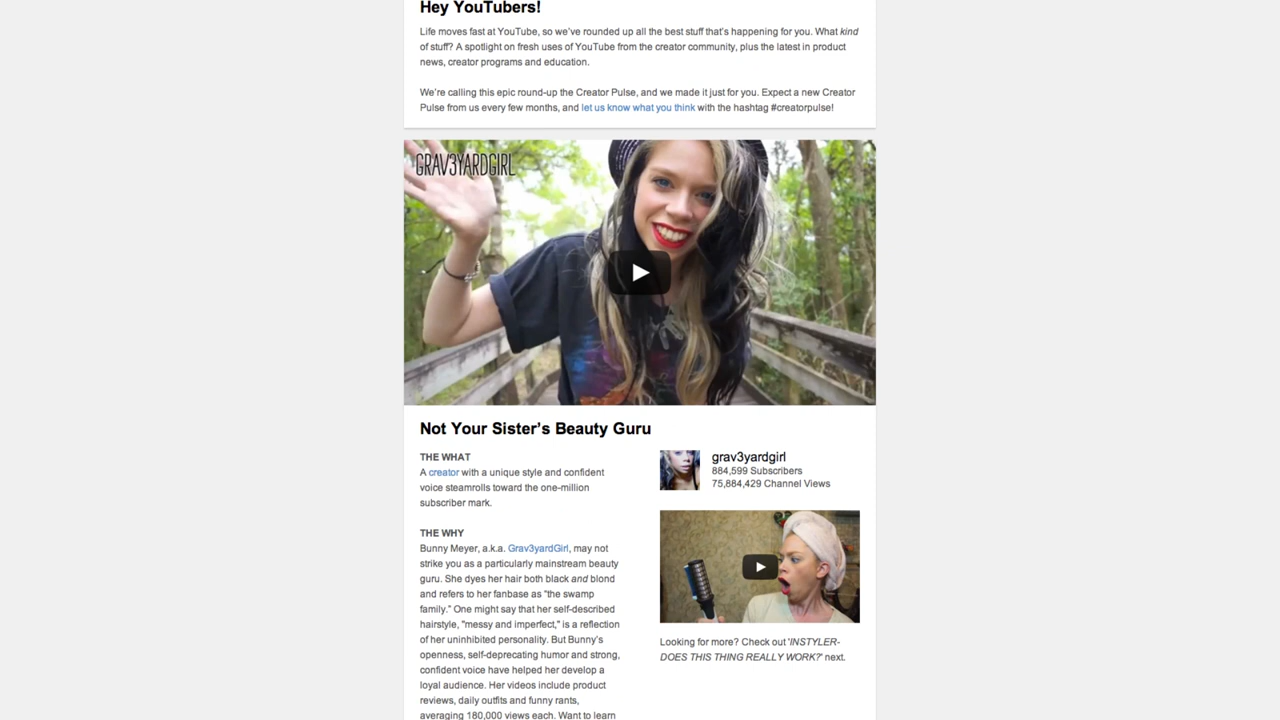 Hey YouTubers!
Life moves fast at YouTube, so we've rounded up all the best stuff that's happening for you. What kind
of stuff? A spotlight on fresh uses of YouTube from the creator community, plus the latest in product
news, creator programs and education.
We're calling this epic round-up the Creator Pulse, and we made it just for you. Expect a new Creator
Pulse from us every few months, and let us know what you think with the hashtag #creatorpulse!
GRAV3YARDGIRL
Not Your Sister's Beauty Guru
THE WHAT
A creator with a unique style and confident
voice steamrolls toward the one-million
subscriber mark.
THE WHY
Bunny Meyer, a.k.a. Grav3yardGirl, may not
strike you as a particularly mainstream beauty
guru. She dyes her hair both black and blond
and refers to her fanbase as "the swamp
family." One might say that her self-described
hairstyle, "messy and imperfect," is a reflection
of her uninhibited personality. But Bunny's
openness, self-deprecating humor and strong,
confident voice have helped her develop a
loyal audience. Her videos include product
reviews, daily outfits and funny rants,
averaging 180,000 views each. Want to learn
grav3yardgirl
884,599 Subscribers
75,884,429 Channel Views
Looking for more? Check out 'INSTYLER-
DOES THIS THING REALLY WORK?' next.